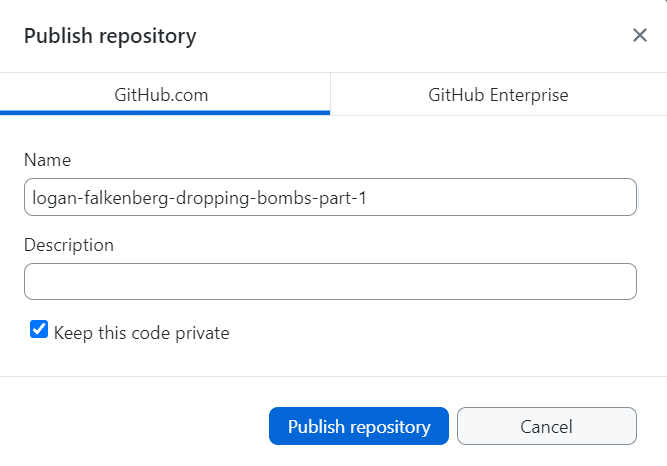 Publish repository
GitHub.com
GitHub Enterprise
Name
logan-falkenberg-dropping-bombs-part-1
Description
Keep this code private
Publish repository
Cancel